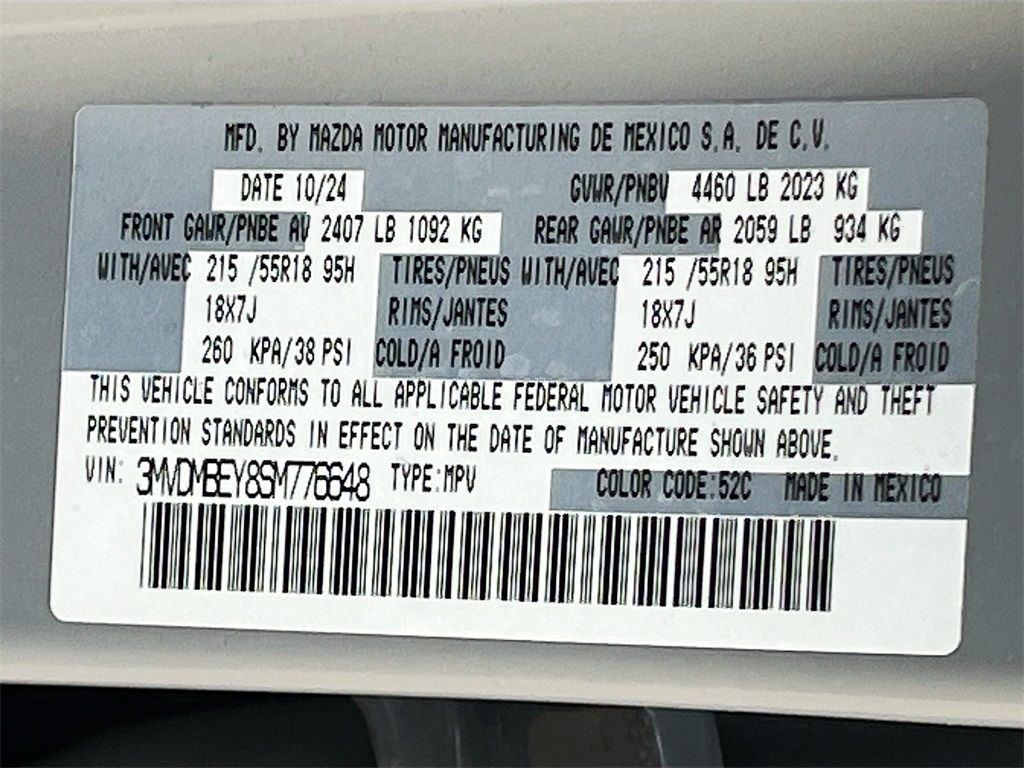 MFD. BY MAZDA MOTOR MANUFACTURING DE MEXICO S.A. DE C.V.
DATE 10/24 GVWR/PNBV 4460 LB 2023 KG
FRONT GAWR/PNBE AV 2407 LB 1092 KG REAR GAWR/PNBE AR 2059 LB 934 KG
WITH/AVEC 215 /55R18 95H TIRES/PNEUS WITH/AVEC 215 /55R18 95H TIRES/PNEUS
18X7J RIMS/JANTES 18X7J RIMS/JANTES
260 KPA/38 PSI COLD/A FROID 250 KPA/36 PSI COLD/A FROID
THIS VEHICLE CONFORMS TO ALL APPLICABLE FEDERAL MOTOR VEHICLE SAFETY AND THEFT
PREVENTION STANDARDS IN EFFECT ON THE DATE OF MANUFACTURE SHOWN ABOVE.
VIN: 3MVDMBEY8SM776648 TYPE:MPV COLOR CODE:52C MADE IN MEXICO